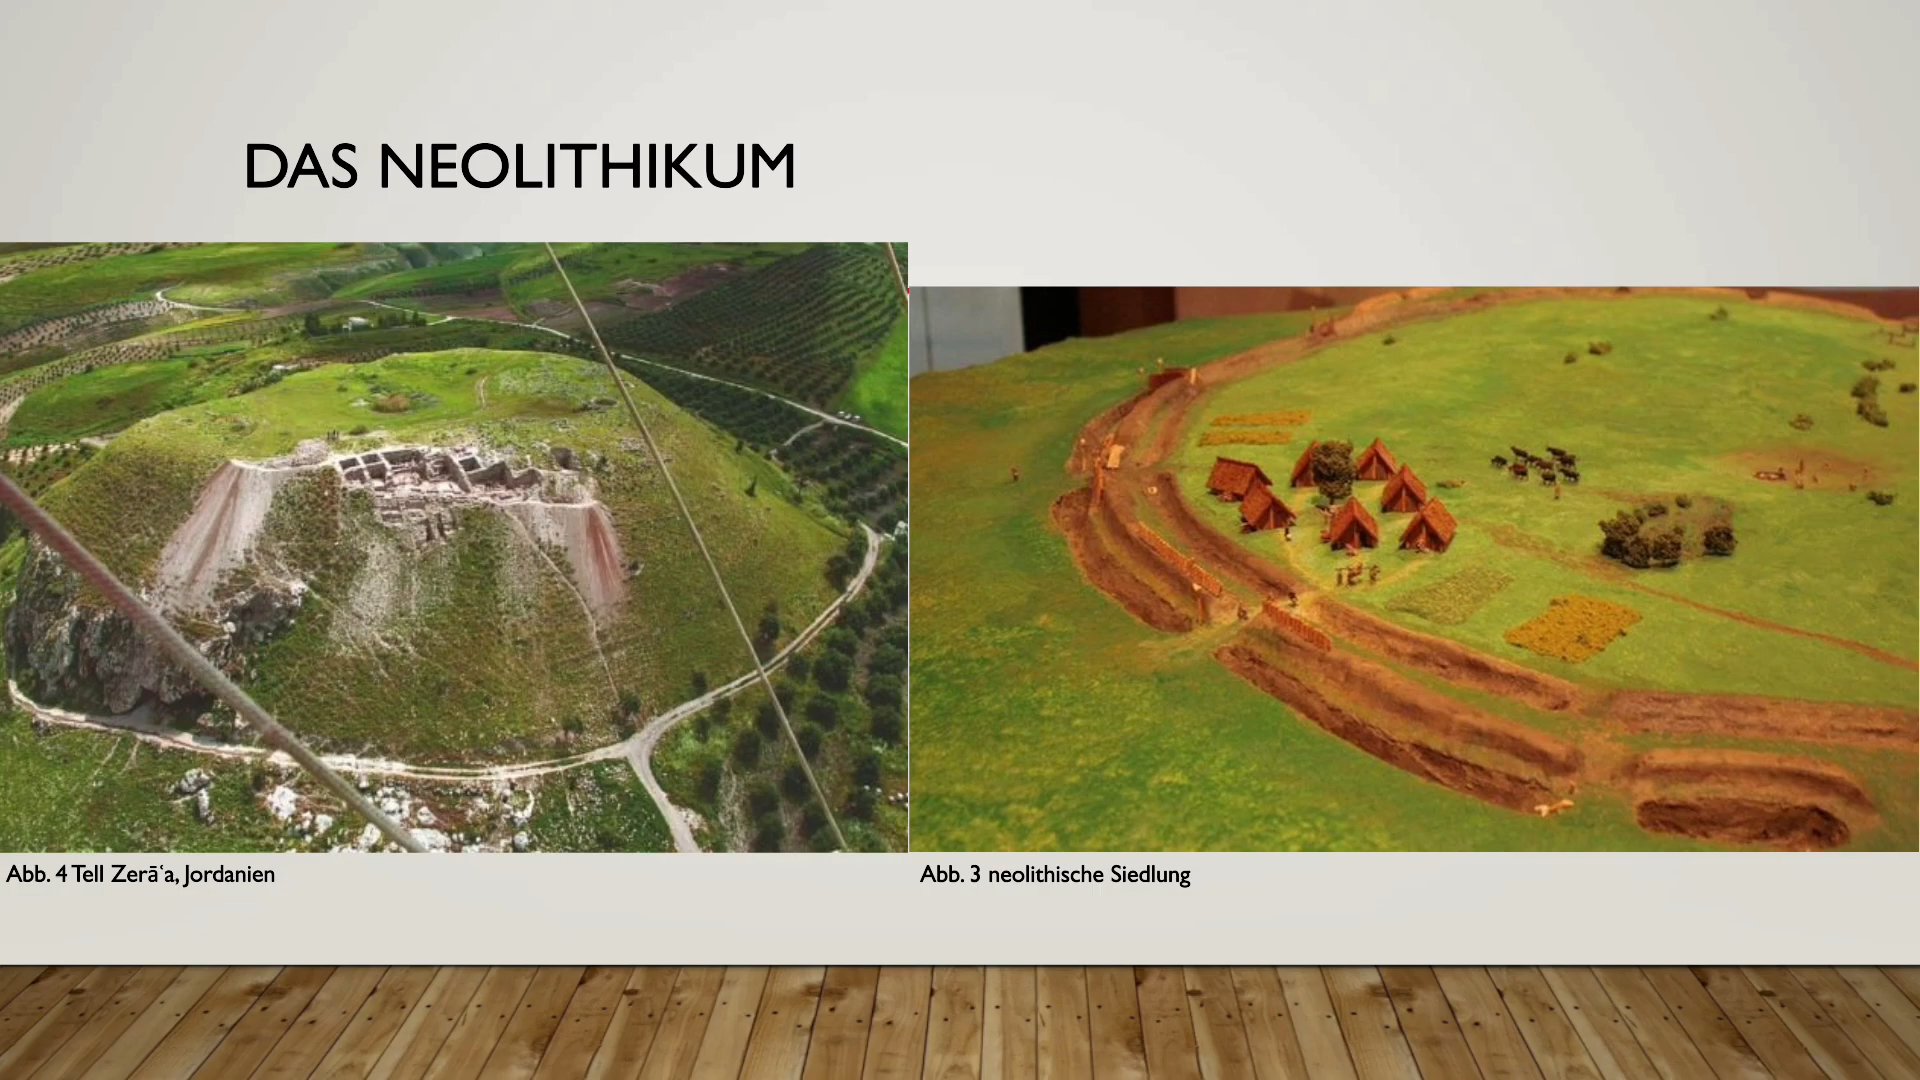 DAS NEOLITHIKUM
Abb. 4 Tell Zerāʿa, Jordanien
Abb. 3 neolithische Siedlung